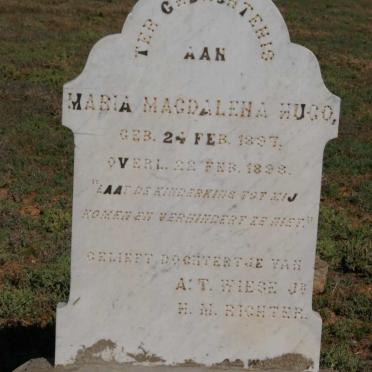 TER GEDACHTENIS
AAN
MARIA MAGDALENA HUGO,
GEB. 24 FEB. 1897,
OVERL. 22 FEB. 1898.
"LAAT DE KINDERKINS TOT MIJ
KOMEN EN VERHINDERT ZE NIET."
GELIEFT DOCHTERTJE VAN
A. T. WIESE JR
H. M. RICHTER.